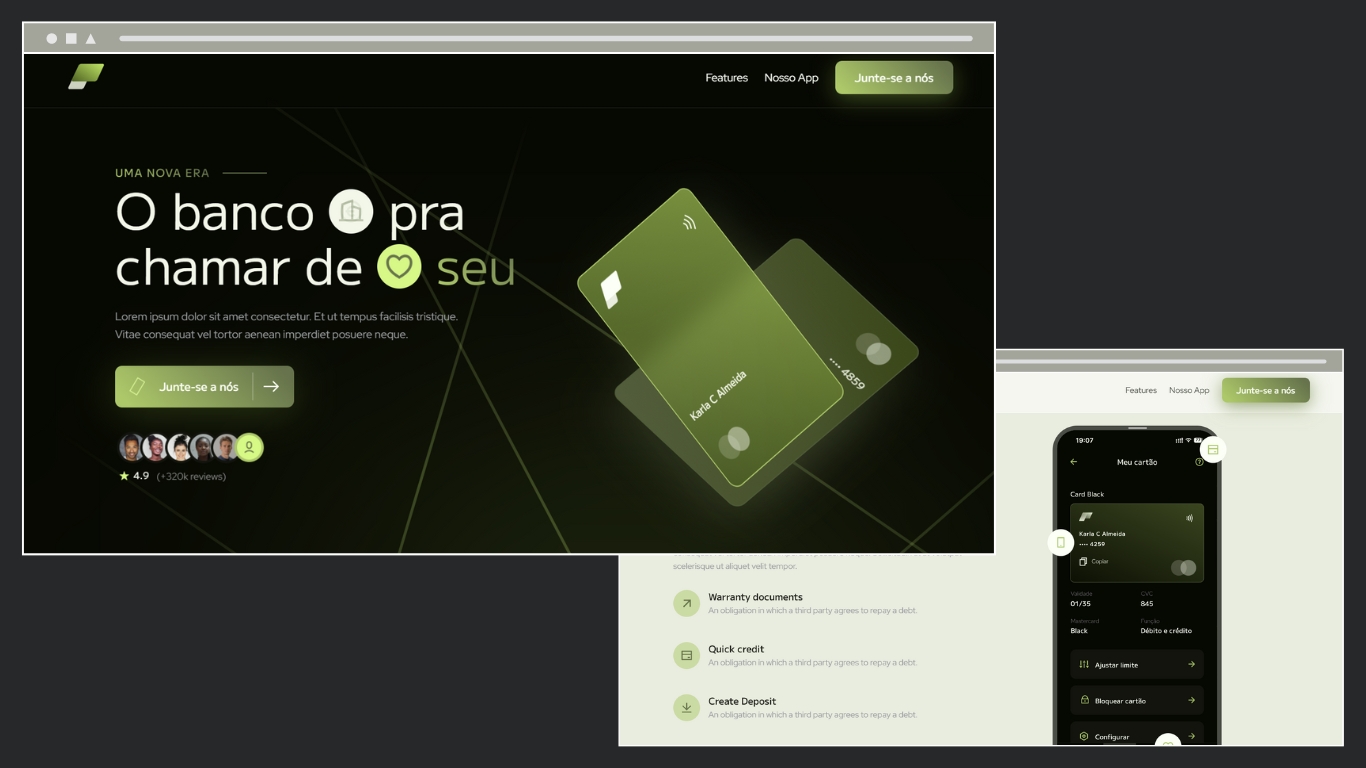 Features
Nosso App
Junte-se a nós
UMA NOVA ERA
O banco pra
chamar de seu
Lorem ipsum dolor sit amet consectetur. Et ut tempus facilisis tristique.
Vitae consequat vel tortor aenean imperdiet posuere neque.
Junte-se a nós
4.9 (+320k reviews)
Karla C Almeida
•••• 4859
Features
Nosso App
Junte-se a nós
scelerisque ut aliquet velit tempor.
Warranty documents
An obligation in which a third party agrees to repay a debt.
Quick credit
An obligation in which a third party agrees to repay a debt.
Create Deposit
An obligation in which a third party agrees to repay a debt.
19:07
Meu cartão
Card Black
Karla C Almeida
•••• 4259
Copiar
Validade
CVC
01/35
845
Mastercard
Função
Black
Débito e crédito
Ajustar limite
Bloquear cartão
Configurar